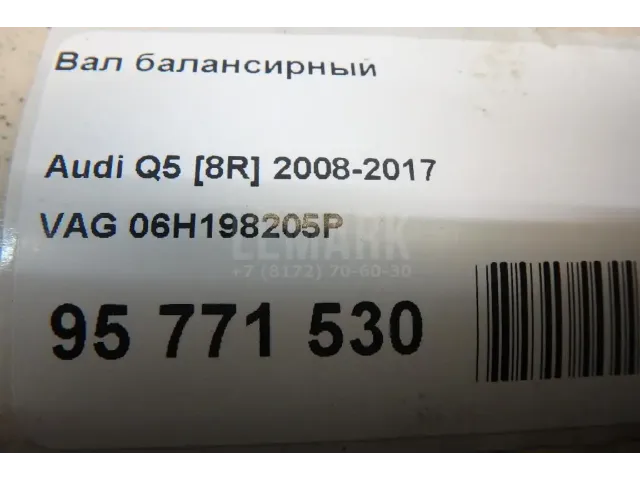 Вал балансирный
Audi Q5 [8R] 2008-2017
VAG 06H198205P
LEMARK
+7 (8172) 70-60-30
95 771 530